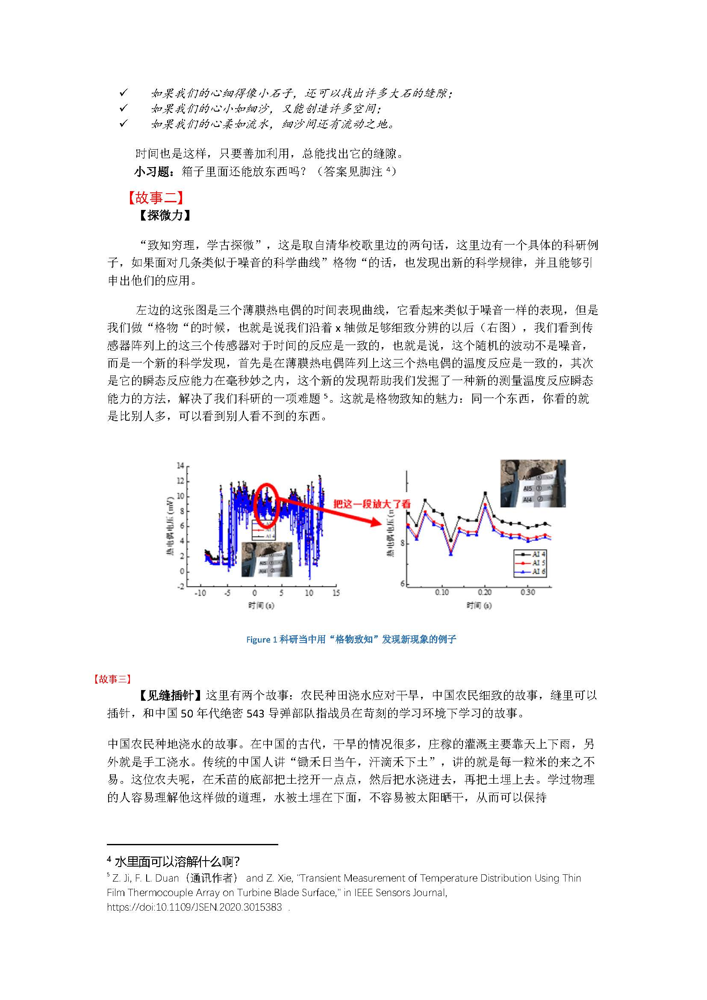 ✓ 如果我们的心细得像小石子，还可以找出许多大石的缝隙；
✓ 如果我们的心小如细沙，又能创造许多空间；
✓ 如果我们的心柔如流水，细沙间还有流动之地。
时间也是这样，只要善加利用，总能找出它的缝隙。
小习题：箱子里面还能放东西吗？（答案见脚注 4）
【故事二】
【探微力】
“致知穷理，学古探微”，这是取自清华校歌里边的两句话，这里边有一个具体的科研例
子，如果面对几条类似于噪音的科学曲线”格物“的话，也发现出新的科学规律，并且能够引
申出他们的应用。
左边的这张图是三个薄膜热电偶的时间表现曲线，它看起来类似于噪音一样的表现，但是
我们做“格物“的时候，也就是说我们沿着 x 轴做足够细致分辨的以后（右图），我们看到传
感器阵列上的这三个传感器对于时间的反应是一致的，也就是说，这个随机的波动不是噪音，
而是一个新的科学发现，首先是在薄膜热电偶阵列上这三个热电偶的温度反应是一致的，其次
是它的瞬态反应能力在毫秒妙之内，这个新的发现帮助我们发掘了一种新的测量温度反应瞬态
能力的方法，解决了我们科研的一项难题 5。这就是格物致知的魅力：同一个东西，你看的就
是比别人多，可以看到别人看不到的东西。
14
12
10
8
6
4
2
0
-2
热电偶电压 (mV)
-10 -5 0 5 10 15
时间 (s)
AI 4
AI5 ①
AI4 ②
把这一段放大了看
热电偶电压
8
6
0.10 0.20 0.30
时间 (s)
AI6 ④
AI5 ①
AI4 ②
AI 4
AI 5
AI 6
Figure 1 科研当中用“格物致知”发现新现象的例子
【故事三】
【见缝插针】这里有两个故事：农民种田浇水应对干旱，中国农民细致的故事，缝里可以
插针，和中国 50 年代绝密 543 导弹部队指战员在苛刻的学习环境下学习的故事。
中国农民种地浇水的故事。在中国的古代，干旱的情况很多，庄稼的灌溉主要靠天上下雨，另
外就是手工浇水。传统的中国人讲“锄禾日当午，汗滴禾下土”，讲的就是每一粒米的来之不
易。这位农夫呢，在禾苗的底部把土挖开一点点，然后把水浇进去，再把土埋上去。学过物理
的人容易理解他这样做的道理，水被土埋在下面，不容易被太阳晒干，从而可以保持
4 水里面可以溶解什么啊？
5 Z. Ji, F. L. Duan（通讯作者） and Z. Xie, "Transient Measurement of Temperature Distribution Using Thin
Film Thermocouple Array on Turbine Blade Surface," in IEEE Sensors Journal,
https://doi:10.1109/JSEN.2020.3015383 .